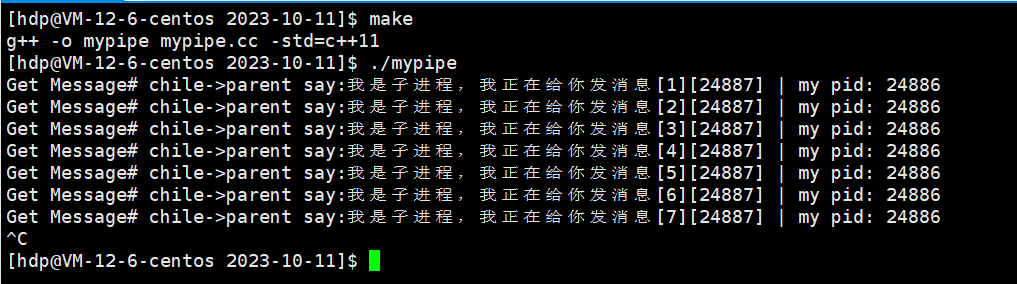 [hdp@VM-12-6-centos 2023-10-11]$ make
g++ -o mypipe mypipe.cc -std=c++11
[hdp@VM-12-6-centos 2023-10-11]$ ./mypipe
Get Message# chile->parent say:我是子进程，我正在给你发消息[1][24887] | my pid: 24886
Get Message# chile->parent say:我是子进程，我正在给你发消息[2][24887] | my pid: 24886
Get Message# chile->parent say:我是子进程，我正在给你发消息[3][24887] | my pid: 24886
Get Message# chile->parent say:我是子进程，我正在给你发消息[4][24887] | my pid: 24886
Get Message# chile->parent say:我是子进程，我正在给你发消息[5][24887] | my pid: 24886
Get Message# chile->parent say:我是子进程，我正在给你发消息[6][24887] | my pid: 24886
Get Message# chile->parent say:我是子进程，我正在给你发消息[7][24887] | my pid: 24886
^C
[hdp@VM-12-6-centos 2023-10-11]$